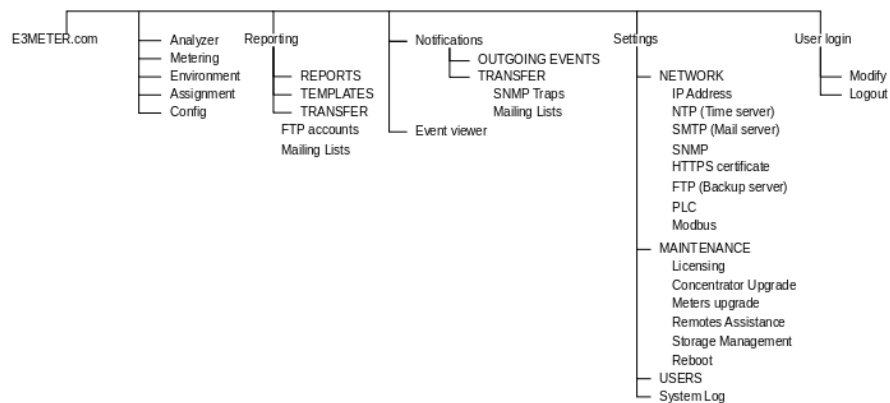 E3METER.com
Analyzer
Metering
Environment
Assignment
Config
Reporting
REPORTS
TEMPLATES
TRANSFER
FTP accounts
Mailing Lists
Notifications
OUTGOING EVENTS
TRANSFER
SNMP Traps
Mailing Lists
Event viewer
Settings
NETWORK
IP Address
NTP (Time server)
SMTP (Mail server)
SNMP
HTTPS certificate
FTP (Backup server)
PLC
Modbus
MAINTENANCE
Licensing
Concentrator Upgrade
Meters upgrade
Remotes Assistance
Storage Management
Reboot
USERS
System Log
User login
Modify
Logout